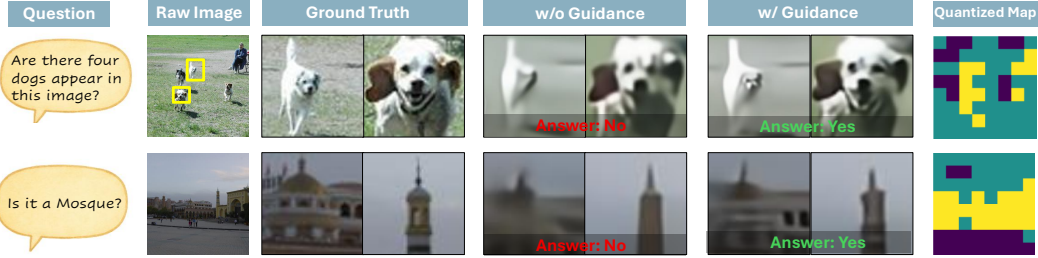 Question
Raw Image
Ground Truth
w/o Guidance
w/ Guidance
Quantized Map
Are there four
dogs appear in
this image?
Answer: No
Answer: Yes
Is it a Mosque?
Answer: No
Answer: Yes